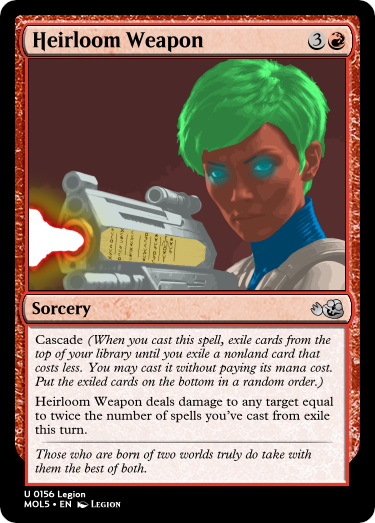 Heirloom Weapon 3
Sorcery
Cascade (When you cast this spell, exile cards from the
top of your library until you exile a nonland card that
costs less. You may cast it without paying its mana cost.
Put the exiled cards on the bottom in a random order.)
Heirloom Weapon deals damage to any target equal
to twice the number of spells you’ve cast from exile
this turn.
Those who are born of two worlds truly do take with
them the best of both.
U 0156 Legion
MOL5 • EN Legion